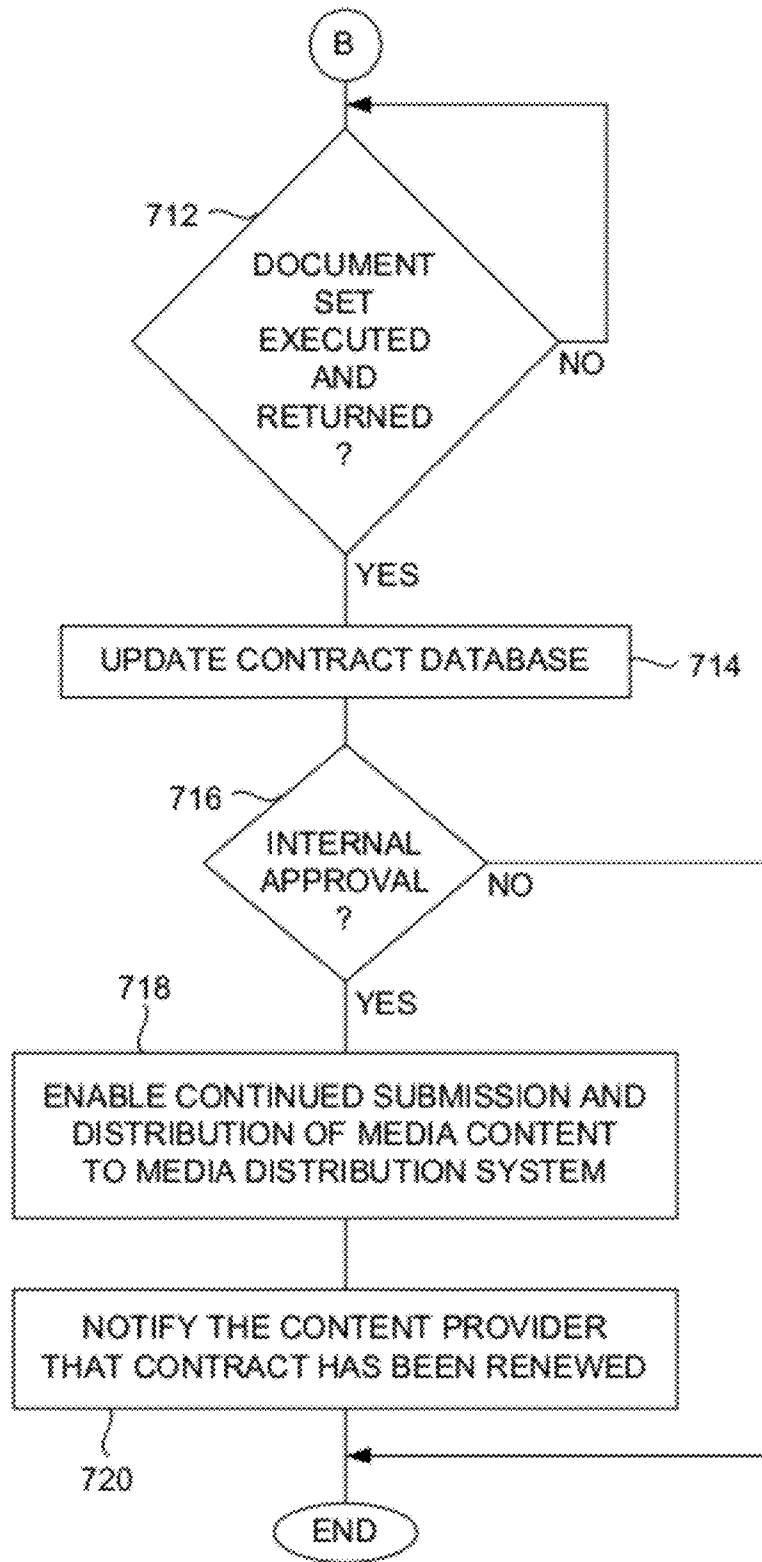 B
712
DOCUMENT
SET
EXECUTED
AND
RETURNED
?
NO
YES
UPDATE CONTRACT DATABASE
714
716
INTERNAL
APPROVAL
?
NO
YES
718
ENABLE CONTINUED SUBMISSION AND
DISTRIBUTION OF MEDIA CONTENT
TO MEDIA DISTRIBUTION SYSTEM
NOTIFY THE CONTENT PROVIDER
THAT CONTRACT HAS BEEN RENEWED
720
END